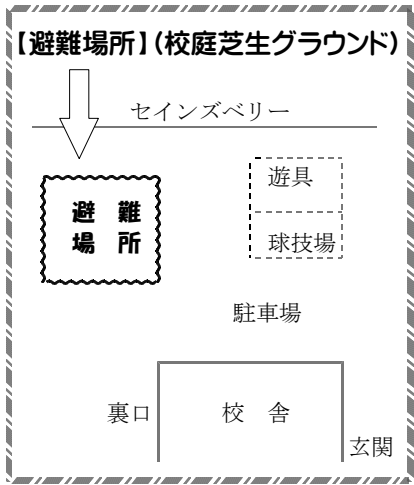 【避難場所】(校庭芝生グラウンド)
セインズベリー
避 難
場 所
遊具
球技場
駐車場
裏口
校 舎
玄関